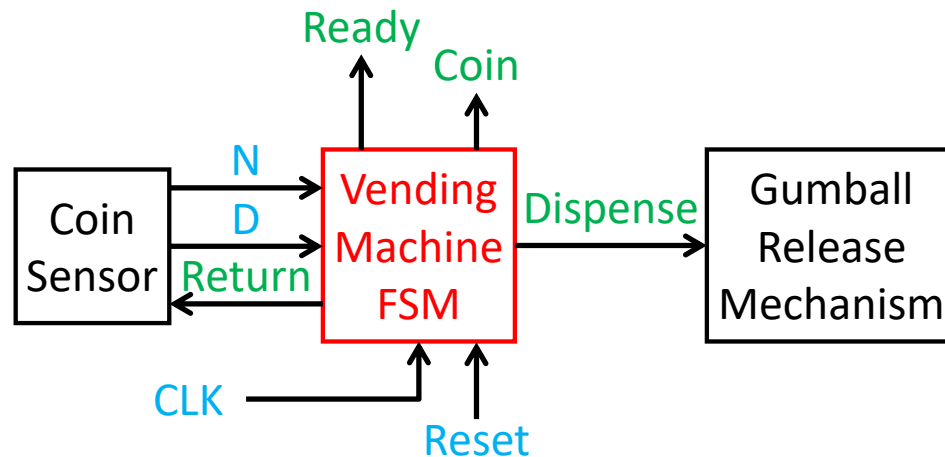 Ready
Coin
N
D
Return
Coin
Sensor
Vending
Machine
FSM
Dispense
Gumball
Release
Mechanism
CLK
Reset